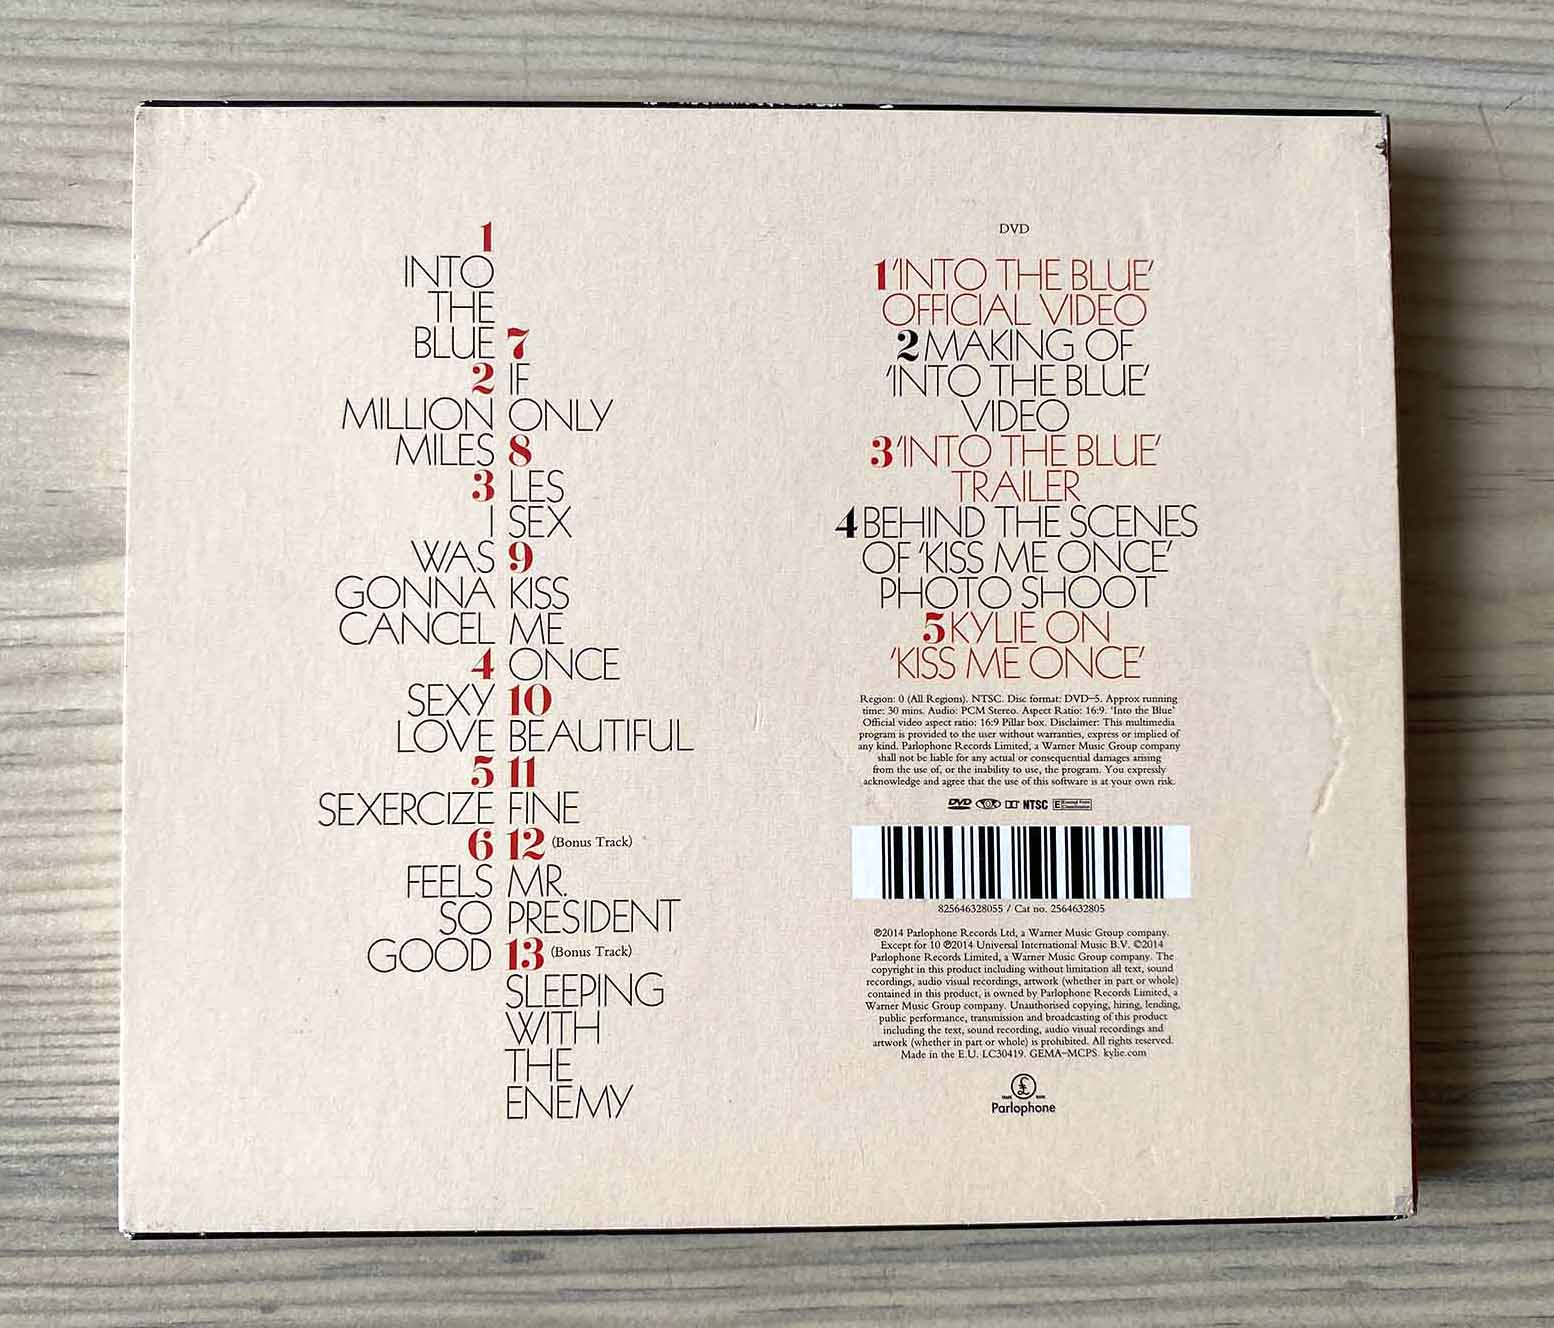 1
INTO
THE
BLUE
2
MILLION
MILES
3
I
WAS
GONNA
CANCEL
4
SEXY
LOVE
5
SEXERCIZE
6
FEELS
SO
GOOD
7
IF
ONLY
8
LES
SEX
9
KISS
ME
ONCE
10
BEAUTIFUL
11
FINE
12 (Bonus Track)
MR.
PRESIDENT
13 (Bonus Track)
SLEEPING
WITH
THE
ENEMY
DVD
1 'INTO THE BLUE'
OFFICIAL VIDEO
2 MAKING OF
'INTO THE BLUE'
VIDEO
3 'INTO THE BLUE'
TRAILER
4 BEHIND THE SCENES
OF 'KISS ME ONCE'
PHOTO SHOOT
5 KYLIE ON
'KISS ME ONCE'
Region: 0 (All Regions). NTSC. Disc format: DVD–5. Approx running
time: 30 mins. Audio: PCM Stereo. Aspect Ratio: 16:9. 'Into the Blue'
Official video aspect ratio: 16:9 Pillar box. Disclaimer: This multimedia
program is provided to the user without warranties, express or implied of
any kind. Parlophone Records Limited, a Warner Music Group company
shall not be liable for any actual or consequential damages arising
from the use of, or the inability to use, the program. You expressly
acknowledge and agree that the use of this software is at your own risk.
DVD NTSC E
825646328055 / Cat no. 2564632805
℗2014 Parlophone Records Ltd, a Warner Music Group company.
Except for 10 ℗2014 Universal International Music B.V. ©2014
Parlophone Records Limited, a Warner Music Group company. The
copyright in this product including without limitation all text, sound
recordings, audio visual recordings, artwork (whether in part or whole)
contained in this product, is owned by Parlophone Records Limited, a
Warner Music Group company. Unauthorised copying, hiring, lending,
public performance, transmission and broadcasting of this product
including the text, sound recording, audio visual recordings and
artwork (whether in part or whole) is prohibited. All rights reserved.
Made in the E.U. LC30419. GEMA–MCPS. kylie.com
£
Parlophone